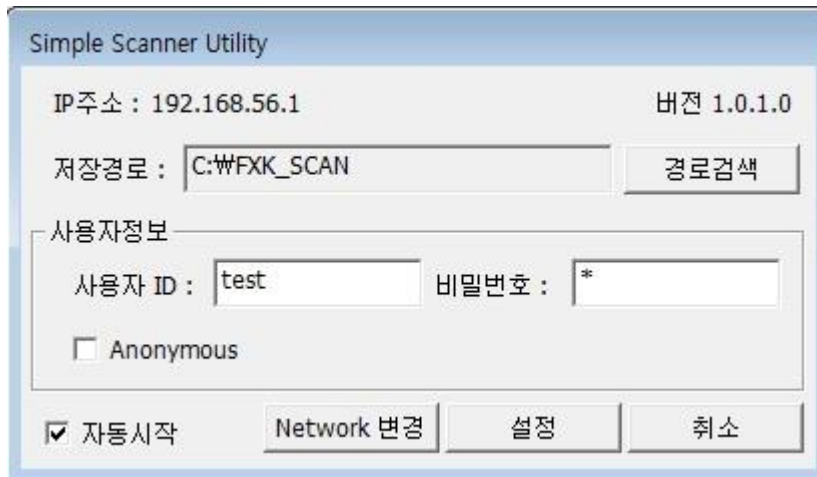 Simple Scanner Utility
IP주소 : 192.168.56.1 버전 1.0.1.0
저장경로 : C:₩FXK_SCAN 경로검색
사용자정보
사용자 ID : test 비밀번호 : *
Anonymous
자동시작 Network 변경 설정 취소